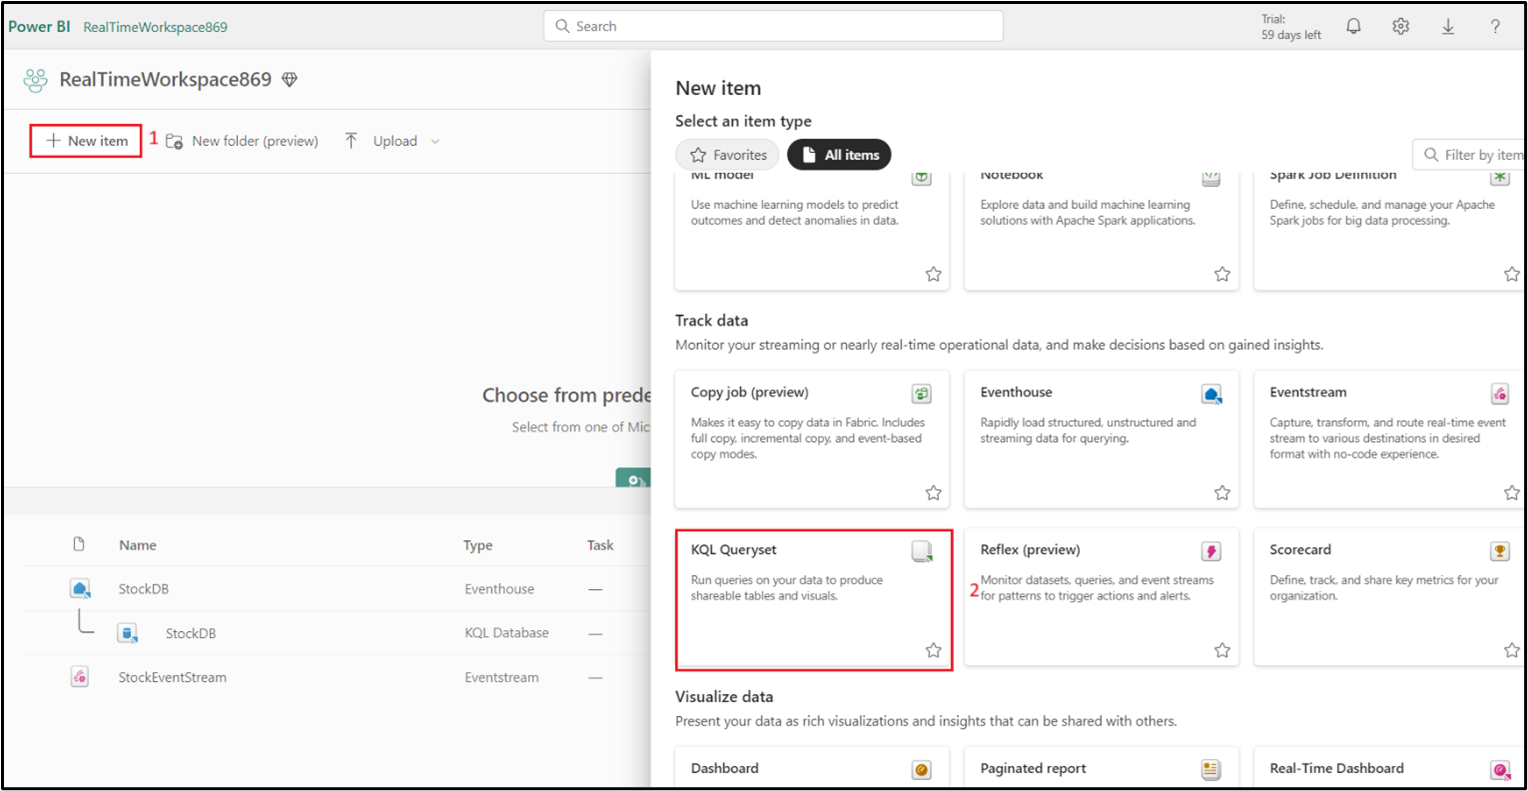 Power BI RealTimeWorkspace869
Search
Trial:
59 days left
?
RealTimeWorkspace869
New item
1
New folder (preview)
Upload
Choose from prede
Select from one of Mic
Name Type Task
StockDB Eventhouse —
StockDB KQL Database —
StockEventStream Eventstream —
New item
Select an item type
Favorites
All items
Filter by item
ML model
Use machine learning models to predict
outcomes and detect anomalies in data.
Notebook
Explore data and build machine learning
solutions with Apache Spark applications.
Spark Job Definition
Define, schedule, and manage your Apache
Spark jobs for big data processing.
Track data
Monitor your streaming or nearly real-time operational data, and make decisions based on gained insights.
Copy job (preview)
Makes it easy to copy data in Fabric. Includes
full copy, incremental copy, and event-based
copy modes.
Eventhouse
Rapidly load structured, unstructured and
streaming data for querying.
Eventstream
Capture, transform, and route real-time event
stream to various destinations in desired
format with no-code experience.
KQL Queryset
Run queries on your data to produce
shareable tables and visuals.
2
Reflex (preview)
Monitor datasets, queries, and event streams
for patterns to trigger actions and alerts.
Scorecard
Define, track, and share key metrics for your
organization.
Visualize data
Present your data as rich visualizations and insights that can be shared with others.
Dashboard
Paginated report
Real-Time Dashboard